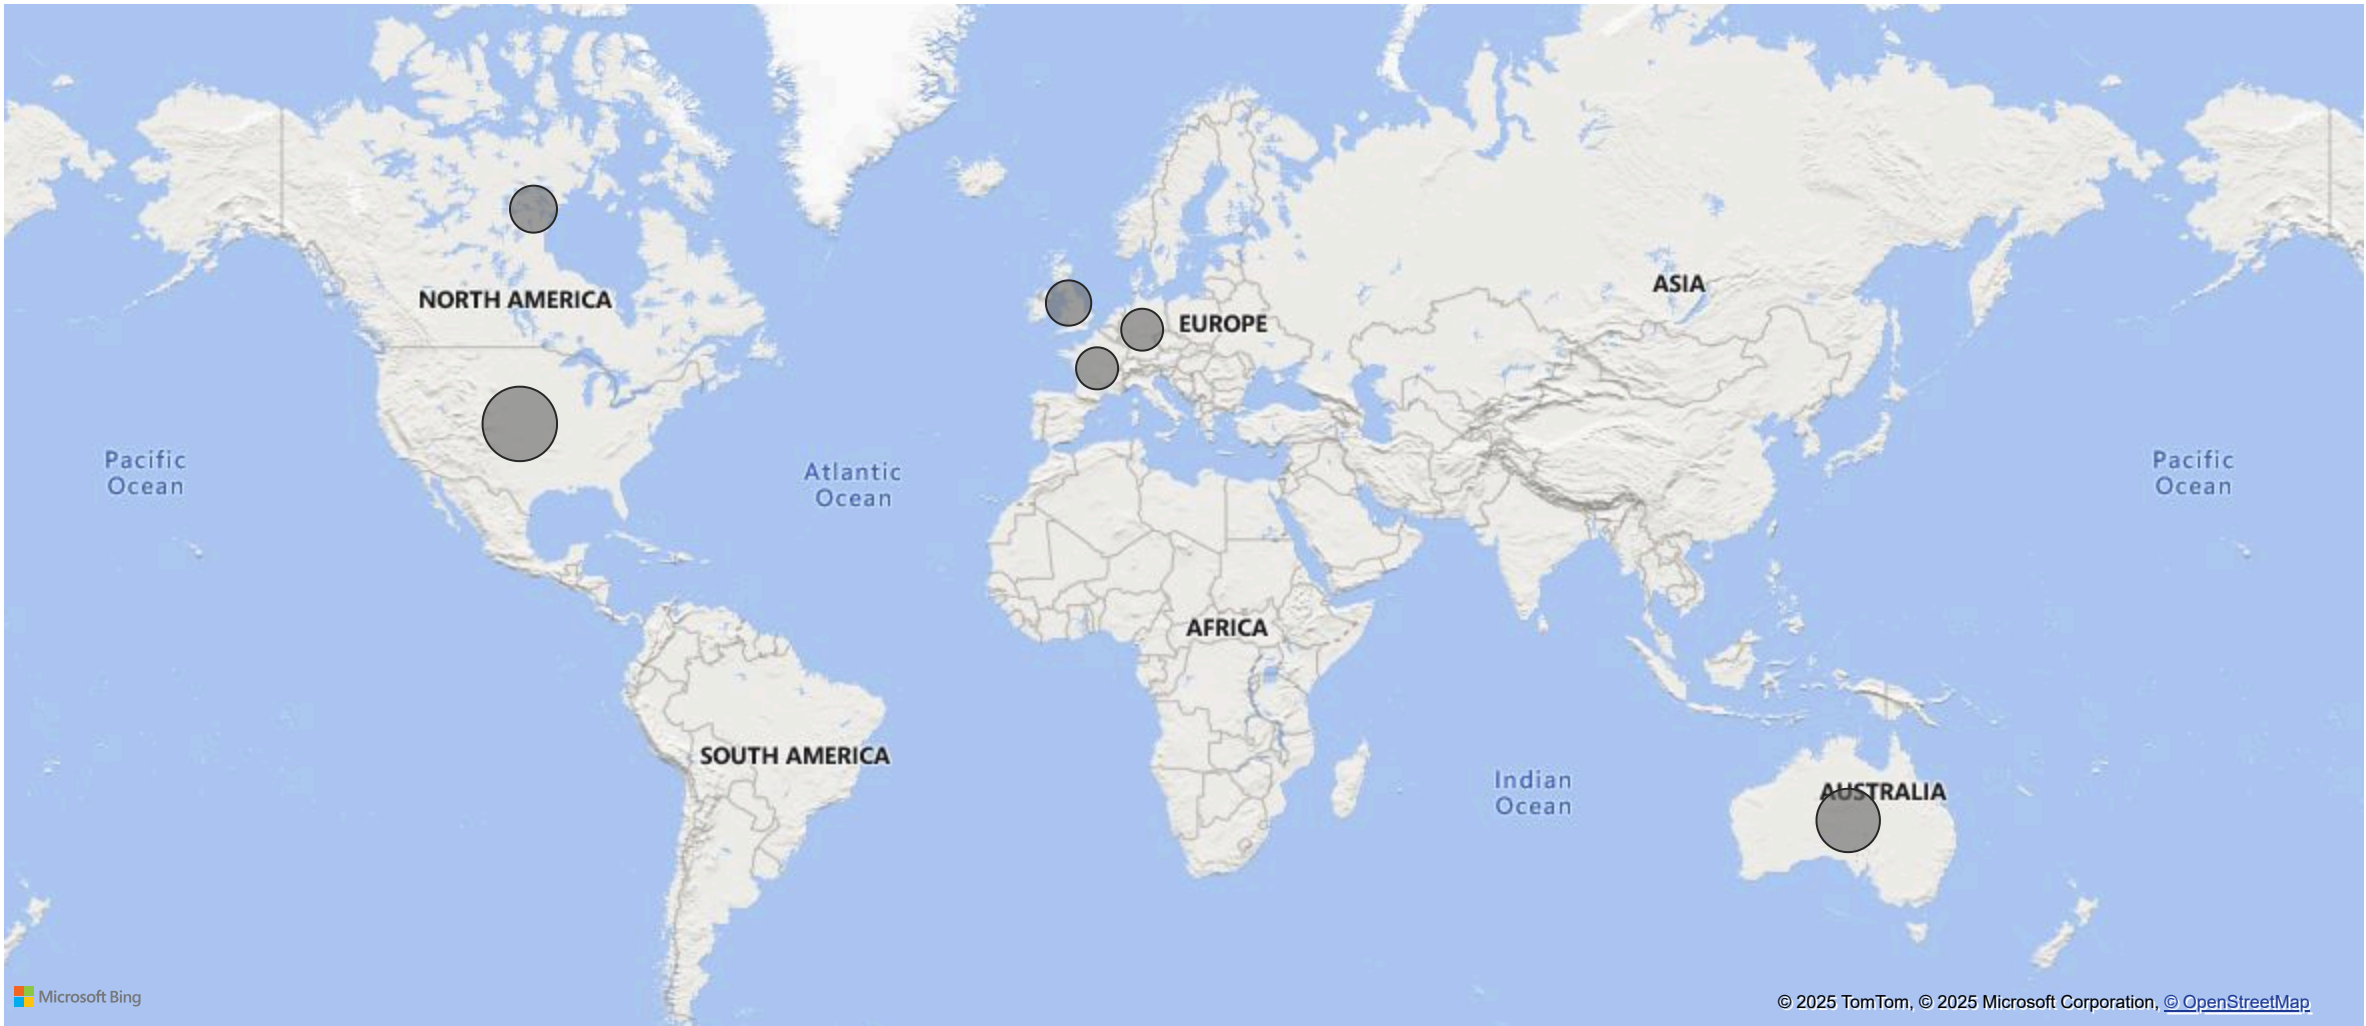 NORTH AMERICA
ASIA
EUROPE
Pacific
Ocean
Atlantic
Ocean
Pacific
Ocean
AFRICA
SOUTH AMERICA
Indian
Ocean
AUSTRALIA
Microsoft Bing
© 2025 TomTom, © 2025 Microsoft Corporation, © OpenStreetMap